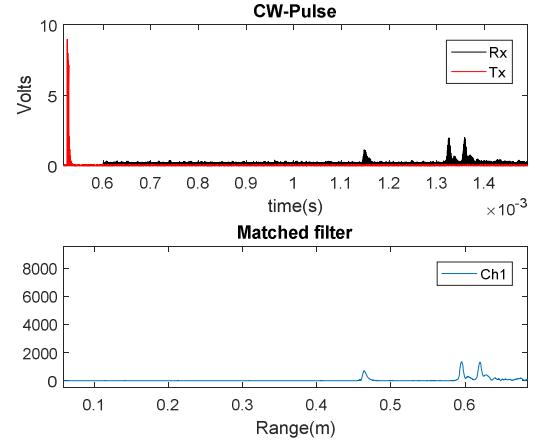 CW-Pulse
10
5
0
Volts
Rx
Tx
0.6 0.7 0.8 0.9 1 1.1 1.2 1.3 1.4
time(s)
×10-3
Matched filter
8000
6000
4000
2000
0
Ch1
0.1 0.2 0.3 0.4 0.5 0.6
Range(m)